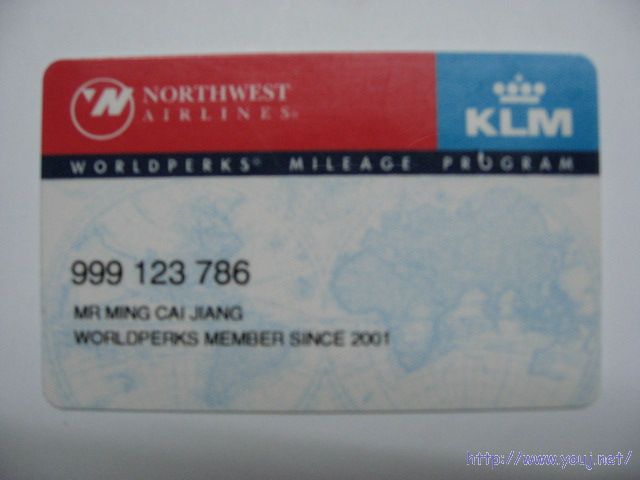 NORTHWEST
AIRLINES®
KLM
WORLDPERKS® MILEAGE PROGRAM
999 123 786
MR MING CAI JIANG
WORLDPERKS MEMBER SINCE 2001
http://www.youj.net/